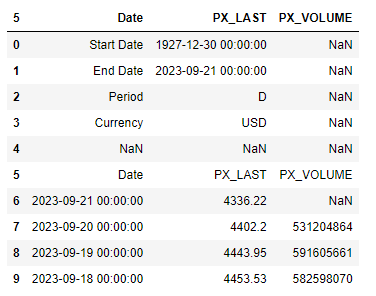 5 Date PX_LAST PX_VOLUME
0 Start Date 1927-12-30 00:00:00 NaN
1 End Date 2023-09-21 00:00:00 NaN
2 Period D NaN
3 Currency USD NaN
4 NaN NaN NaN
5 Date PX_LAST PX_VOLUME
6 2023-09-21 00:00:00 4336.22 NaN
7 2023-09-20 00:00:00 4402.2 531204864
8 2023-09-19 00:00:00 4443.95 591605661
9 2023-09-18 00:00:00 4453.53 582598070